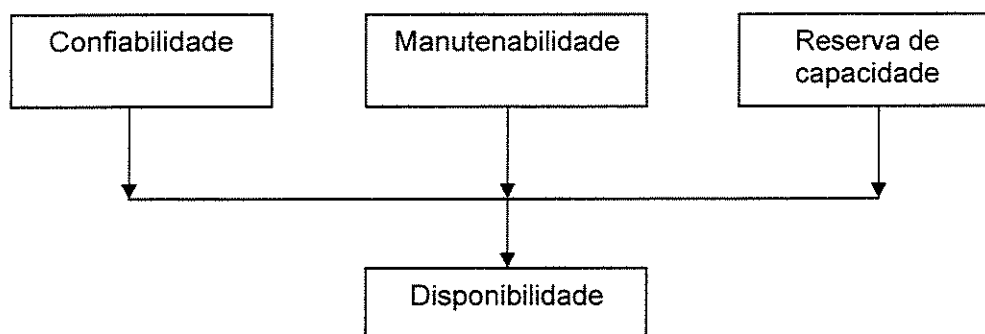 Confiabilidade
Manutenabilidade
Reserva de
capacidade
Disponibilidade